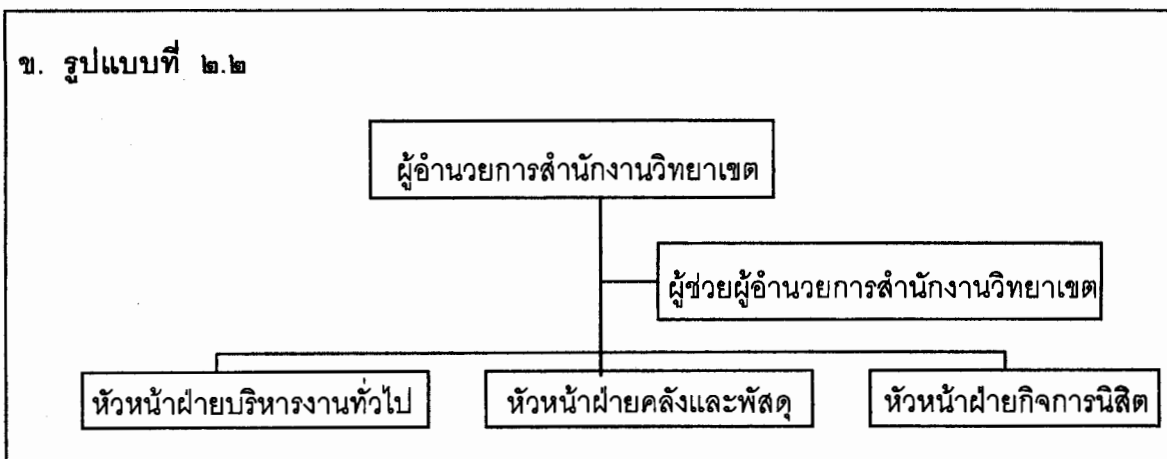 ข. รูปแบบที่ ๒.๒
ผู้อำนวยการสำนักงานวิทยาเขต
ผู้ช่วยผู้อำนวยการสำนักงานวิทยาเขต
หัวหน้าฝ่ายบริหารงานทั่วไป
หัวหน้าฝ่ายคลังและพัสดุ
หัวหน้าฝ่ายกิจการนิสิต